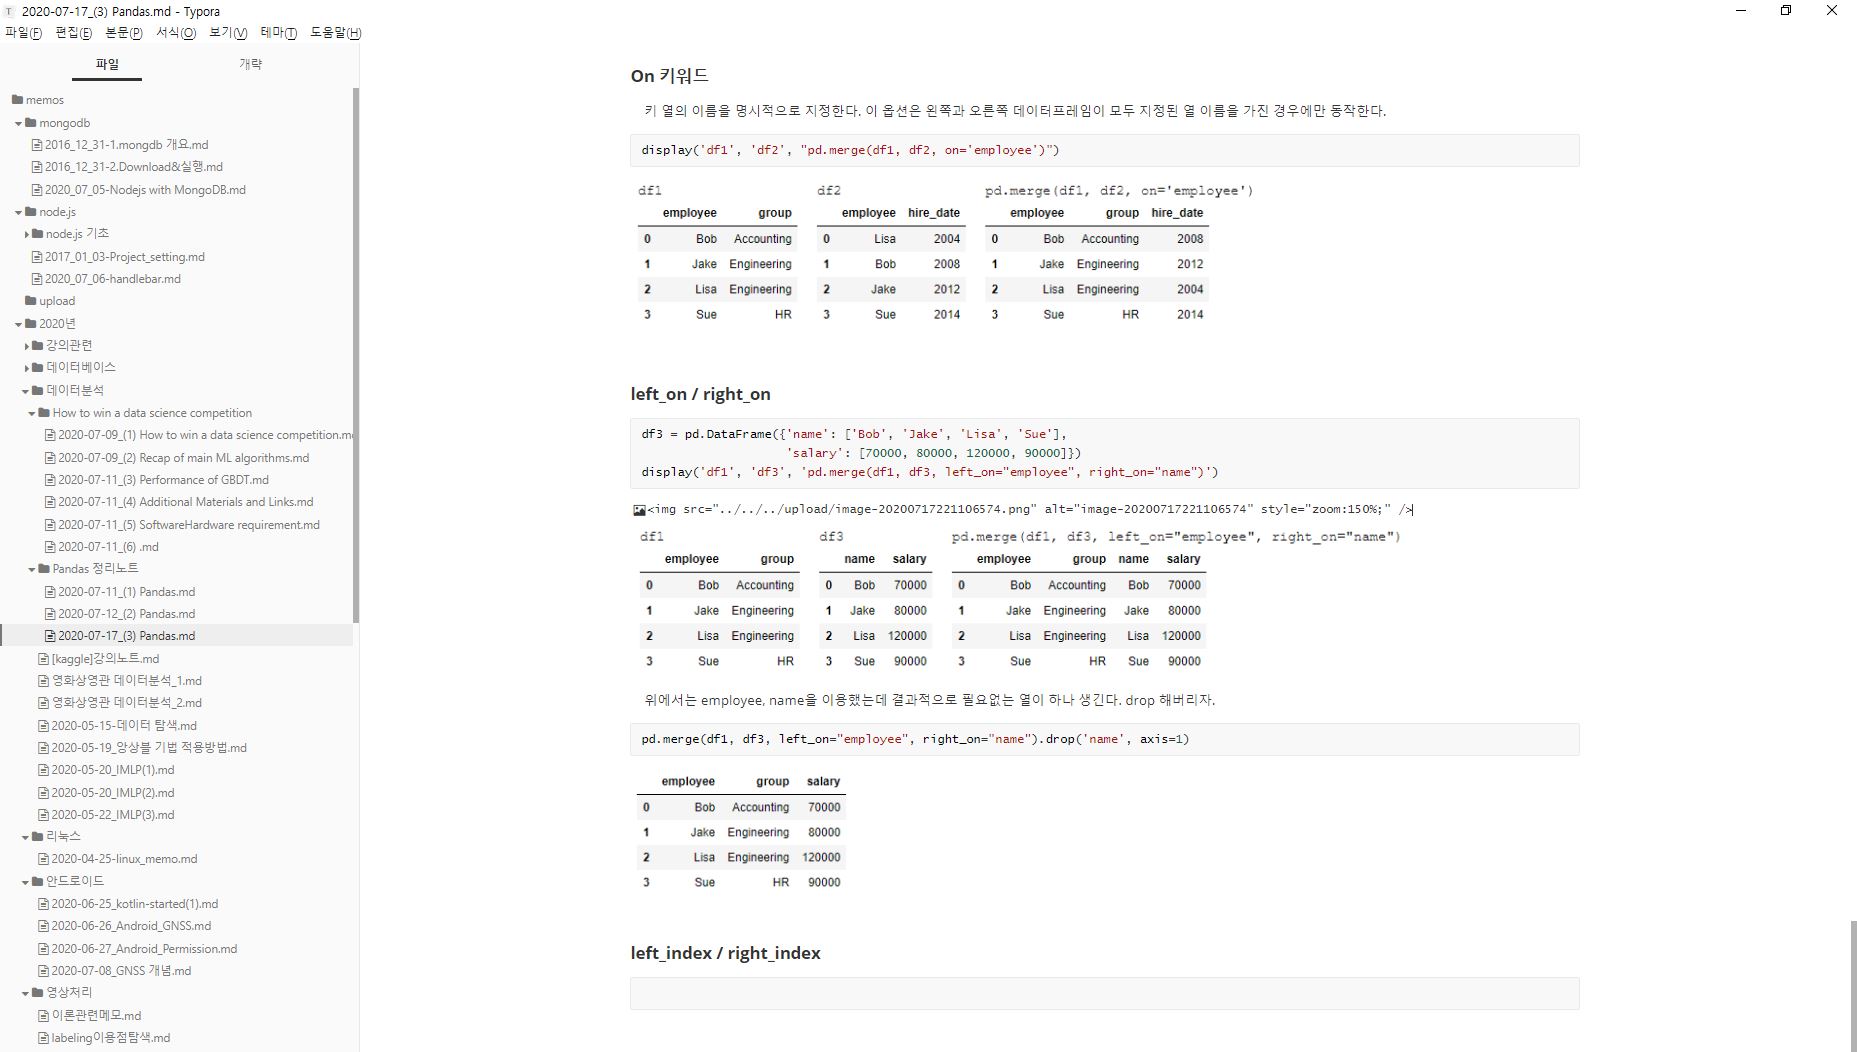 2020-07-17_(3) Pandas.md - Typora
파일(F) 편집(E) 본문(P) 서식(O) 보기(V) 테마(T) 도움말(H)
파일 개략
memos
mongodb
2016_12_31-1.mongdb 개요.md
2016_12_31-2.Download&실행.md
2020_07_05-Nodejs with MongoDB.md
node.js
node.js 기초
2017_01_03-Project_setting.md
2020_07_06-handlebar.md
upload
2020년
강의관련
데이터베이스
데이터분석
How to win a data science competition
2020-07-09_(1) How to win a data science competition.m
2020-07-09_(2) Recap of main ML algorithms.md
2020-07-11_(3) Performance of GBDT.md
2020-07-11_(4) Additional Materials and Links.md
2020-07-11_(5) SoftwareHardware requirement.md
2020-07-11_(6) .md
Pandas 정리노트
2020-07-11_(1) Pandas.md
2020-07-12_(2) Pandas.md
2020-07-17_(3) Pandas.md
[kaggle]강의노트.md
영화상영관 데이터분석_1.md
영화상영관 데이터분석_2.md
2020-05-15-데이터 탐색.md
2020-05-19_앙상블 기법 적용방법.md
2020-05-20_IMLP(1).md
2020-05-20_IMLP(2).md
2020-05-22_IMLP(3).md
리눅스
2020-04-25-linux_memo.md
안드로이드
2020-06-25_kotlin-started(1).md
2020-06-26_Android_GNSS.md
2020-06-27_Android_Permission.md
2020-07-08_GNSS 개념.md
영상처리
이론관련메모.md
labeling이용점탐색.md
On 키워드
키 열의 이름을 명시적으로 지정한다. 이 옵션은 왼쪽과 오른쪽 데이터프레임이 모두 지정된 열 이름을 가진 경우에만 동작한다.
display('df1', 'df2', "pd.merge(df1, df2, on='employee')")
df1 df2 pd.merge(df1, df2, on='employee')
employee group employee hire_date employee group hire_date
0 Bob Accounting 0 Lisa 2004 0 Bob Accounting 2008
1 Jake Engineering 1 Bob 2008 1 Jake Engineering 2012
2 Lisa Engineering 2 Jake 2012 2 Lisa Engineering 2004
3 Sue HR 3 Sue 2014 3 Sue HR 2014
left_on / right_on
df3 = pd.DataFrame({'name': ['Bob', 'Jake', 'Lisa', 'Sue'],
'salary': [70000, 80000, 120000, 90000]})
display('df1', 'df3', 'pd.merge(df1, df3, left_on="employee", right_on="name")')
<img src="../../../upload/image-20200717221106574.png" alt="image-20200717221106574" style="zoom:150%;" />
df1 df3 pd.merge(df1, df3, left_on="employee", right_on="name")
employee group name salary employee group name salary
0 Bob Accounting 0 Bob 70000 0 Bob Accounting Bob 70000
1 Jake Engineering 1 Jake 80000 1 Jake Engineering Jake 80000
2 Lisa Engineering 2 Lisa 120000 2 Lisa Engineering Lisa 120000
3 Sue HR 3 Sue 90000 3 Sue HR Sue 90000
위에서는 employee, name을 이용했는데 결과적으로 필요없는 열이 하나 생긴다. drop 해버리자.
pd.merge(df1, df3, left_on="employee", right_on="name").drop('name', axis=1)
employee group salary
0 Bob Accounting 70000
1 Jake Engineering 80000
2 Lisa Engineering 120000
3 Sue HR 90000
left_index / right_index